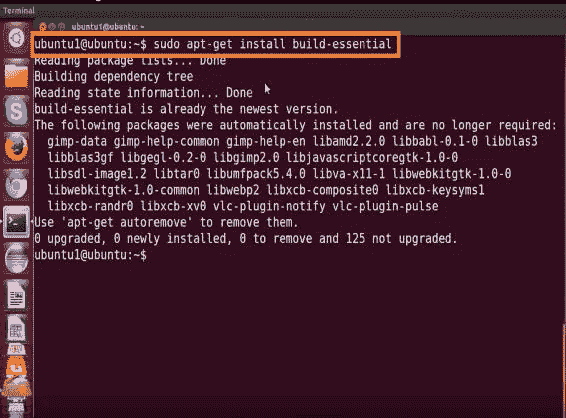 Terminal
ubuntu1@ubuntu: ~
ubuntu1@ubuntu:~$ sudo apt-get install build-essential
Reading package lists... Done
Building dependency tree
Reading state information... Done
build-essential is already the newest version.
The following packages were automatically installed and are no longer required:
gimp-data gimp-help-common gimp-help-en libamd2.2.0 libbabl-0.1-0 libblas3
libblas3gf libgegl-0.2-0 libgimp2.0 libjavascriptcoregtk-1.0-0
libsdl-image1.2 libtar0 libumfpack5.4.0 libva-x11-1 libwebkitgtk-1.0-0
libwebkitgtk-1.0-common libwebp2 libxcb-composite0 libxcb-keysyms1
libxcb-randr0 libxcb-xv0 vlc-plugin-notify vlc-plugin-pulse
Use 'apt-get autoremove' to remove them.
0 upgraded, 0 newly installed, 0 to remove and 125 not upgraded.
ubuntu1@ubuntu:~$